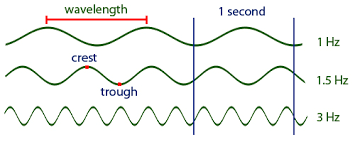 wavelength
1 second
1 Hz
crest
1.5 Hz
trough
3 Hz